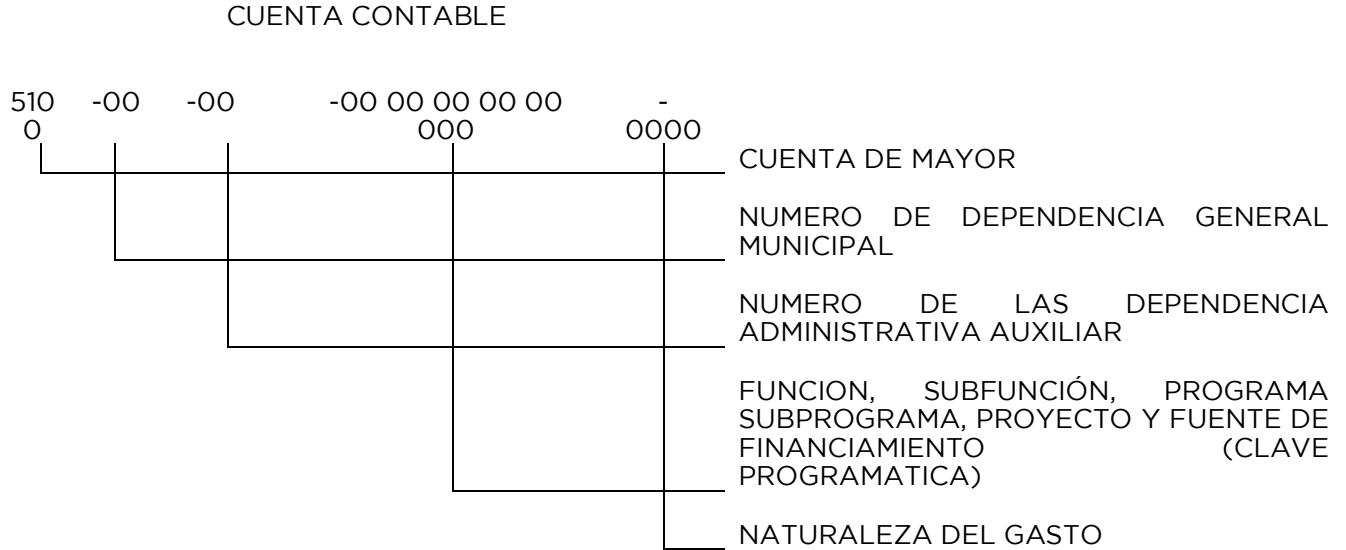 CUENTA CONTABLE
510 -00 -00 -00 00 00 00 00 -
0 000 0000
CUENTA DE MAYOR
NUMERO DE DEPENDENCIA GENERAL
MUNICIPAL
NUMERO DE LAS DEPENDENCIA
ADMINISTRATIVA AUXILIAR
FUNCION, SUBFUNCIÓN, PROGRAMA
SUBPROGRAMA, PROYECTO Y FUENTE DE
FINANCIAMIENTO (CLAVE
PROGRAMATICA)
NATURALEZA DEL GASTO